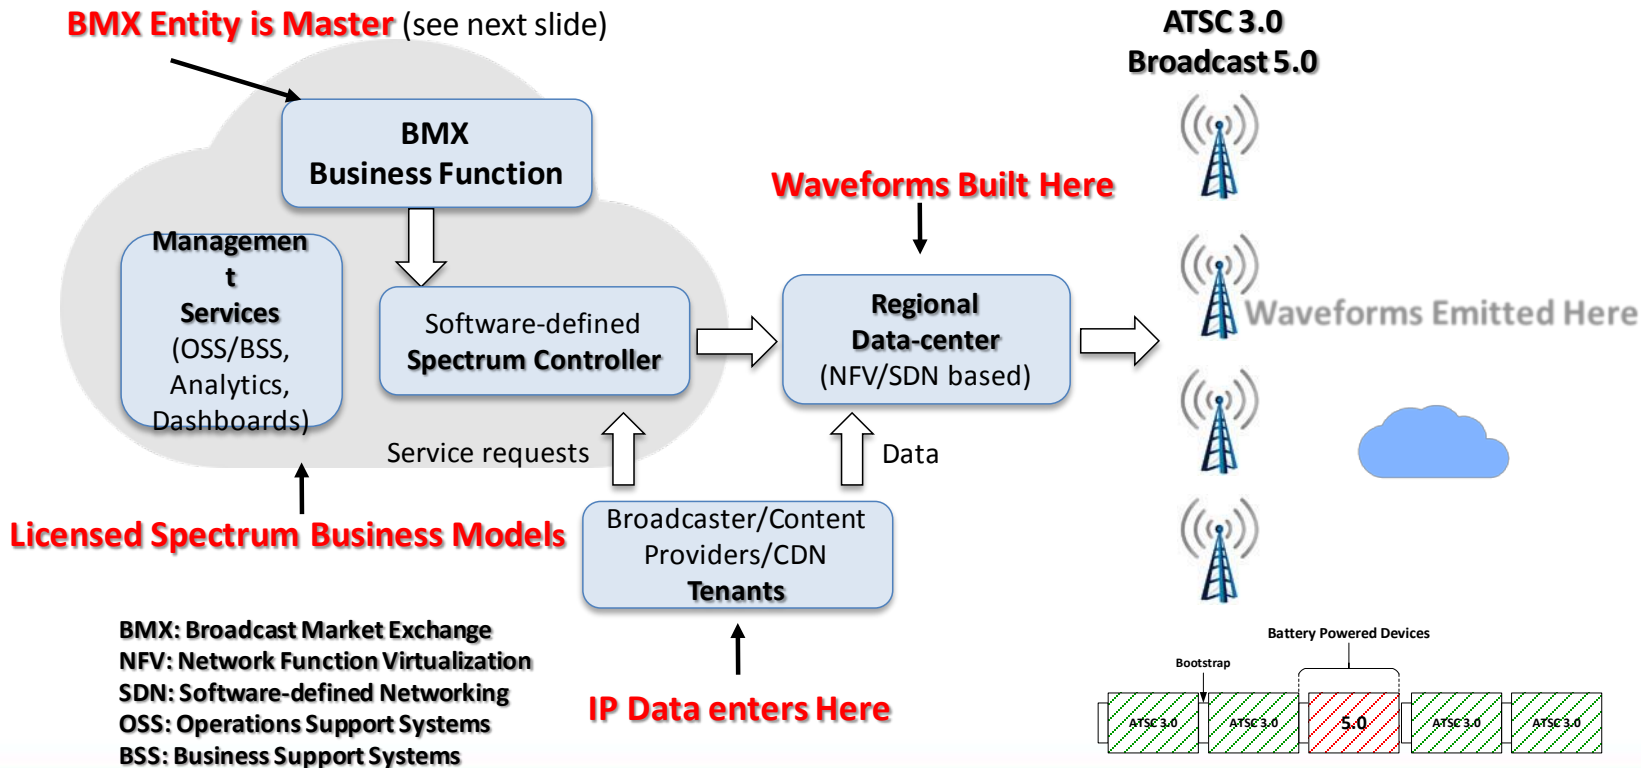 BMX Entity is Master (see next slide)
ATSC 3.0
Broadcast 5.0
BMX
Business Function
Waveforms Built Here
Managemen
t
Services
(OSS/BSS,
Analytics,
Dashboards)
Software-defined
Spectrum Controller
Regional
Data-center
(NFV/SDN based)
Waveforms Emitted Here
Service requests
Data
Licensed Spectrum Business Models
Broadcaster/Content
Providers/CDN
Tenants
BMX: Broadcast Market Exchange
NFV: Network Function Virtualization
SDN: Software-defined Networking
OSS: Operations Support Systems
BSS: Business Support Systems
IP Data enters Here
Battery Powered Devices
Bootstrap
ATSC 3.0
ATSC 3.0
5.0
ATSC 3.0
ATSC 3.0